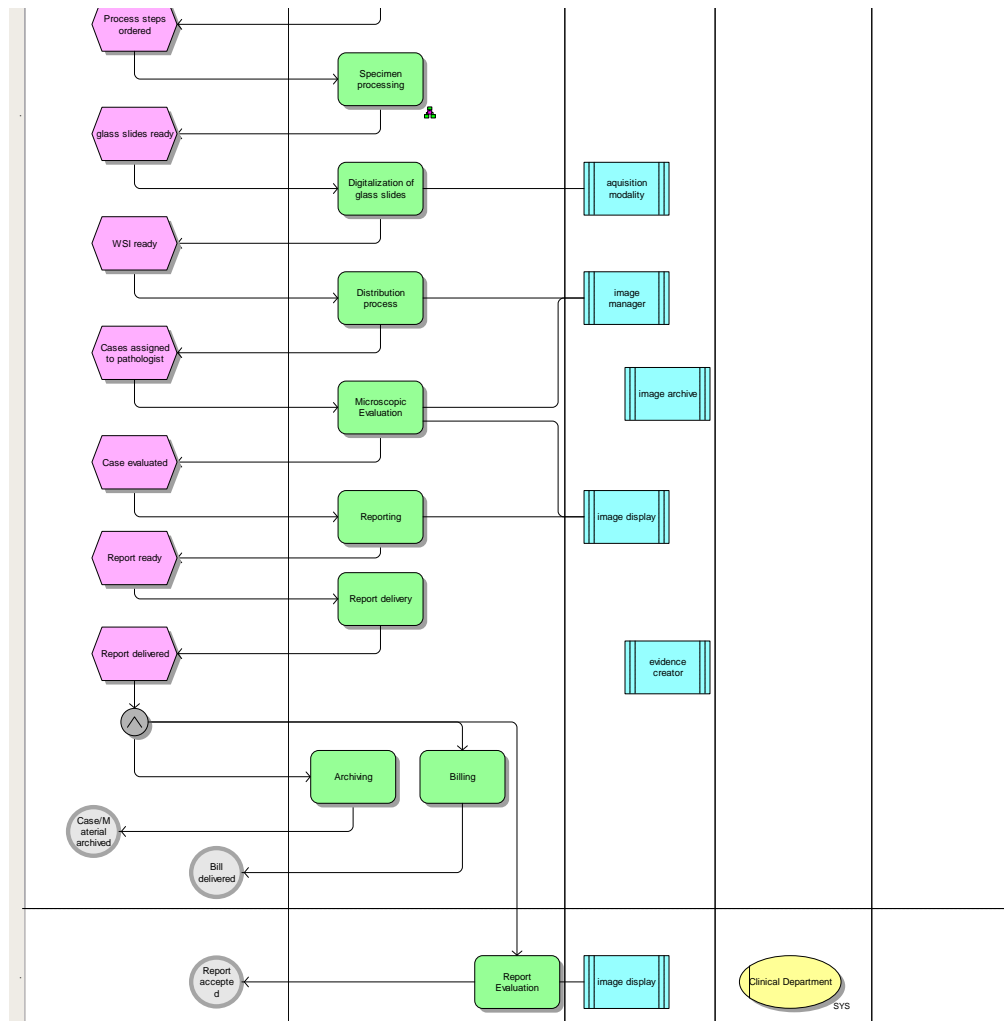 Process steps
ordered
Specimen
processing
glass slides ready
Digitalization of
glass slides
aquisition
modality
WSI ready
Distribution
process
image
manager
Cases assigned
to pathologist
Microscopic
Evaluation
image archive
Case evaluated
Reporting
image display
Report ready
Report delivery
Report delivered
evidence
creator
Archiving
Billing
Case/M
aterial
archived
Bill
delivered
Report
accepte
d
Report
Evaluation
image display
Clinical Department
SYS